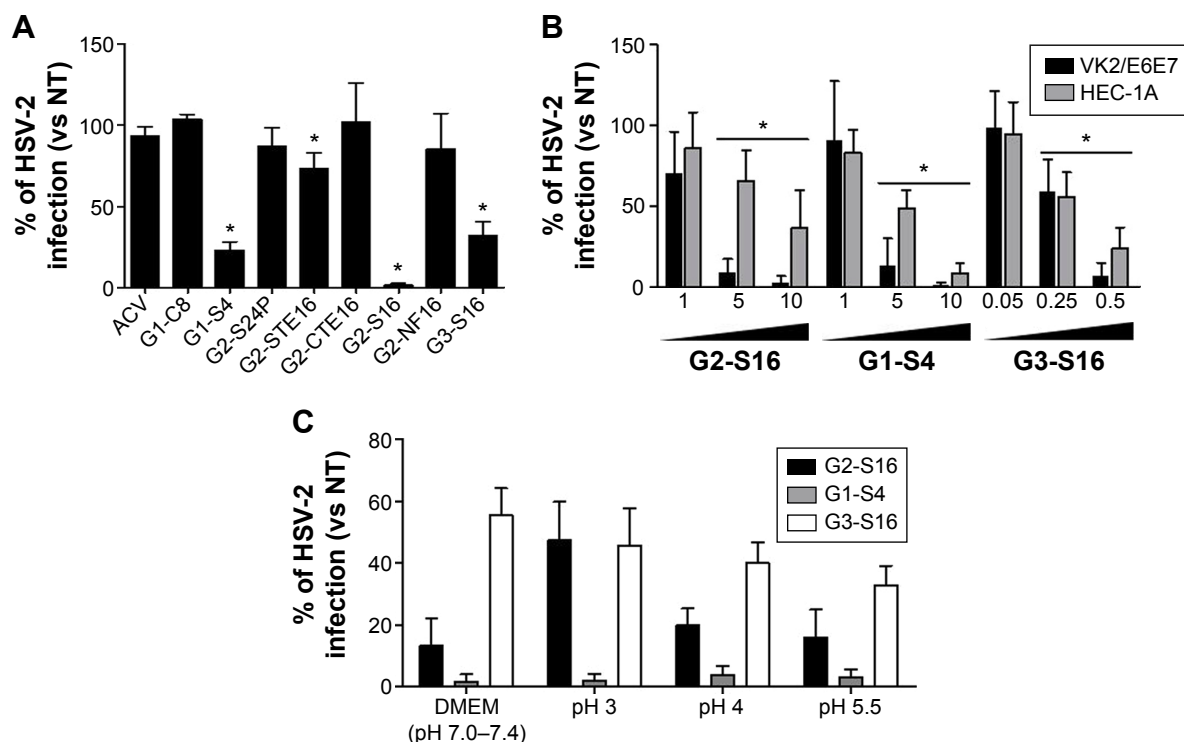 A
% of HSV-2
infection (vs NT)
150
100
50
0
ACV
G1-C8
G1-S4
G2-S24P
G2-STE16
G2-CTE16
G2-S16
G2-NF16
G3-S16
*
*
*
*
B
% of HSV-2
infection (vs NT)
150
100
50
0
VK2/E6E7
HEC-1A
*
*
*
1 5 10 1 5 10 0.05 0.25 0.5
G2-S16 G1-S4 G3-S16
C
% of HSV-2
infection (vs NT)
80
60
40
20
0
G2-S16
G1-S4
G3-S16
DMEM pH 3 pH 4 pH 5.5
(pH 7.0–7.4)